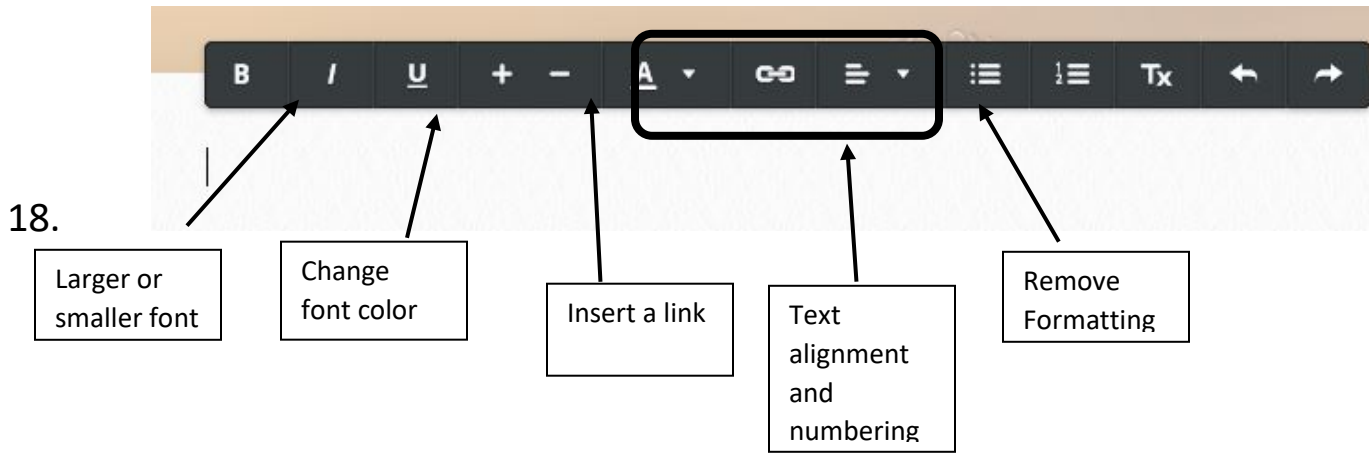 B I U + − A Tx
18.
Larger or
smaller font
Change
font color
Insert a link
Text
alignment
and
numbering
Remove
Formatting